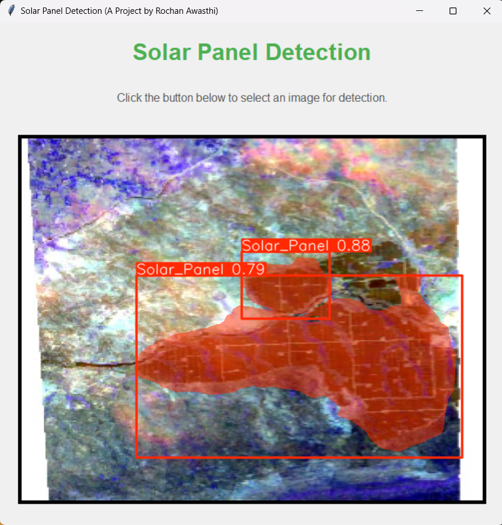 Solar Panel Detection (A Project by Rochan Awasthi)
Solar Panel Detection
Click the button below to select an image for detection.
Solar_Panel 0.88
Solar_Panel 0.79